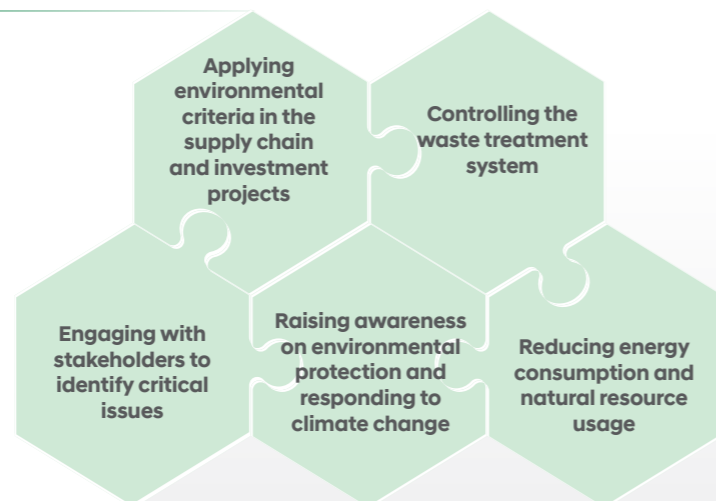 Applying
environmental
criteria in the
supply chain
and investment
projects
Controlling the
waste treatment
system
Engaging with
stakeholders to
identify critical
issues
Raising awareness
on environmental
protection and
responding to
climate change
Reducing energy
consumption and
natural resource
usage